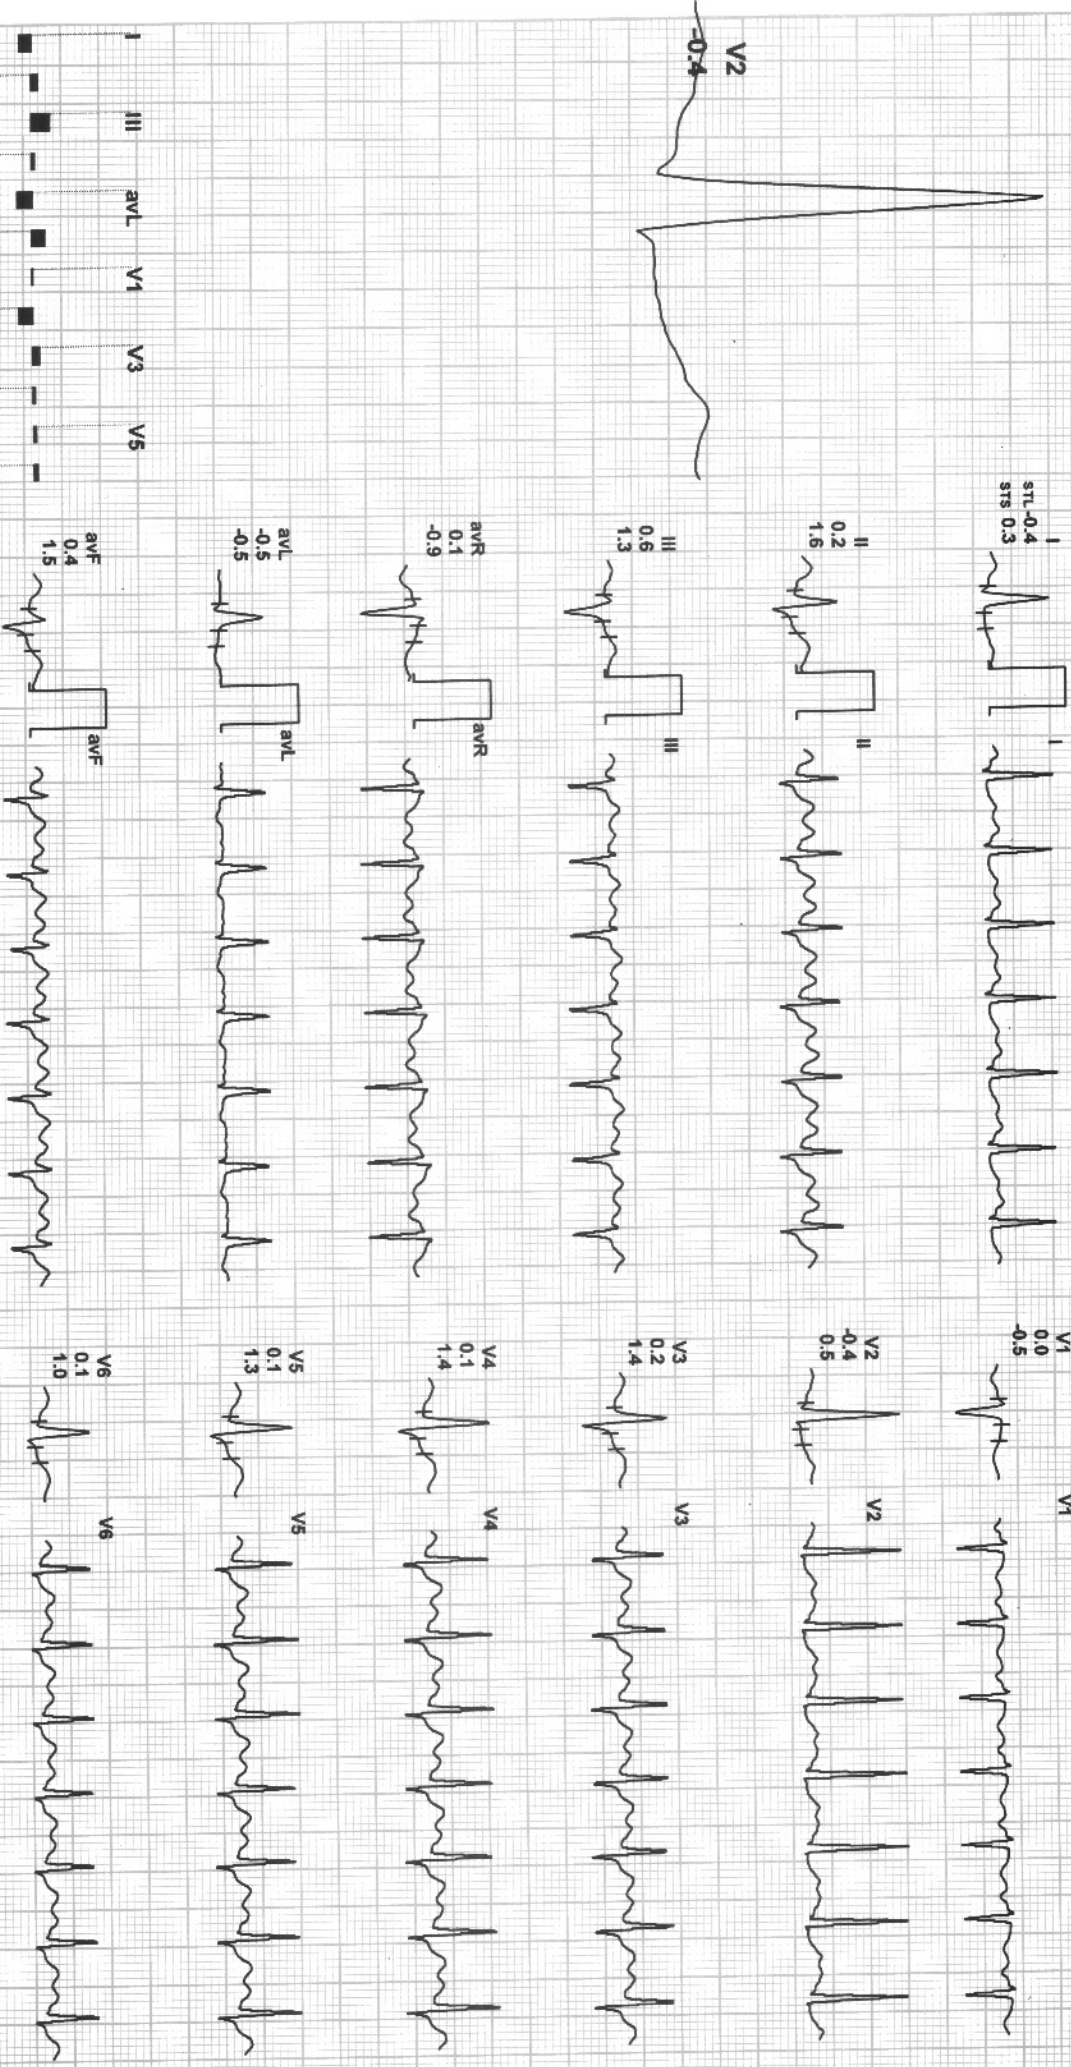 I
STL -0.4
STS 0.3
I
V1
0.0
-0.5
V1
V2
-0.4
II
0.2
1.6
II
V2
-0.4
0.5
V2
III
0.6
1.3
III
V3
0.2
1.4
V3
avR
0.1
-0.9
avR
V4
0.1
1.4
V4
I III avL V1 V3 V5
avL
-0.5
-0.5
avL
V5
0.1
1.3
V5
avF
0.4
1.5
avF
V6
0.1
1.0
V6